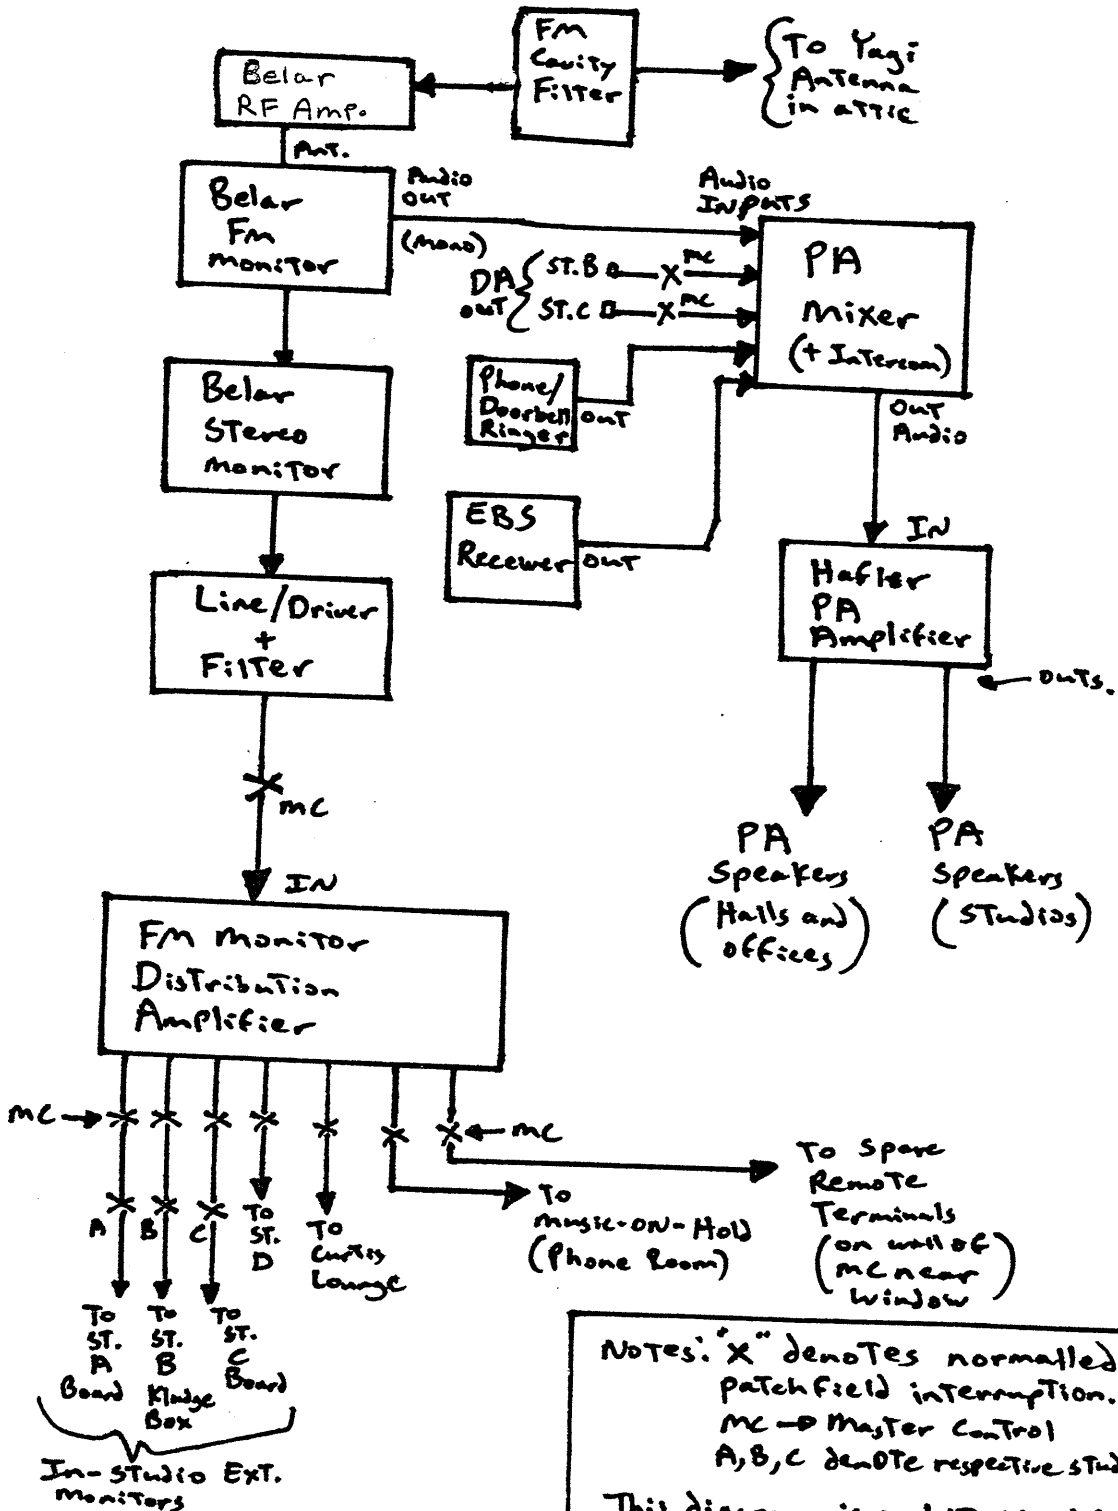 FM
Cavity
Filter
To Yagi
Antenna
in attic
Belar
RF Amp.
Ant.
Belar
Fm
monitor
Audio
out
(mono)
Audio
INPUTS
PA
mixer
(+ Intercom)
DA
out
ST.B
X
mc
ST.C
X
mc
Phone/
Doorbell
Ringer
out
Belar
Stereo
monitor
EBS
Receiver
out
out
Audio
IN
Hafler
PA
Amplifier
outs.
Line/Driver
+
Filter
X
mc
PA
Speakers
(Halls and
offices)
PA
Speakers
(Studios)
IN
FM monitor
Distribution
Amplifier
mc
X X X X X X X
mc
A X B X C X
To
ST.
D
To
Curtis
Lounge
To
music-on-Hold
(Phone Room)
To Spare
Remote
Terminals
(on wall of
mc near
window)
To
ST.
A
Board
To
ST.
B
Kludge
Box
To
ST.
C
Board
In-studio Ext.
monitors
Notes: "X" denotes normalled
patchfield interruption.
mc → Master Control
A, B, C denote respective